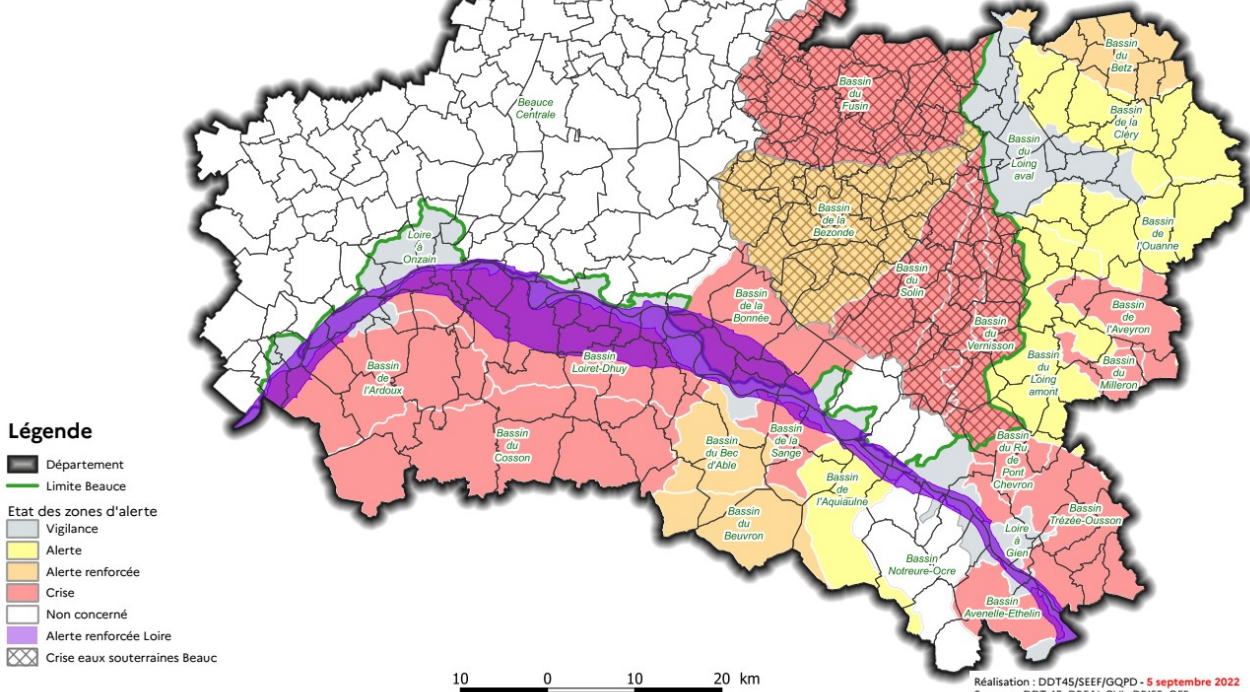 Beauce
Centrale
Bassin
du
Fusin
Bassin
du
Betz
Bassin
de la
Cléry
Bassin
du
Loing
aval
Bassin
de la
Bezonde
Bassin
de
l'Ouanne
Loire
à
Onzain
Bassin
du
Solin
Bassin
de la
Bonnée
Bassin
du
Vernisson
Bassin
de
l'Aveyron
Bassin
du
Milleron
Bassin
du Loing
amont
Bassin
de
l'Ardoux
Bassin
Loiret-Dhuy
Bassin
du
Cosson
Bassin
du Bec
d'Able
Bassin
de la
Sange
Bassin
du Ru
de
Pont
Chevron
Bassin
de
l'Aquiaulne
Bassin
du
Beuvron
Bassin
Trézée-Ousson
Loire
à
Gien
Bassin
Notreure-Ocre
Bassin
Avenelle-Ethelin
Légende
Département
Limite Beauce
Etat des zones d'alerte
Vigilance
Alerte
Alerte renforcée
Crise
Non concerné
Alerte renforcée Loire
Crise eaux souterraines Beauc
10 0 10 20 km
Réalisation : DDT45/SEEF/GQPD - 5 septembre 2022